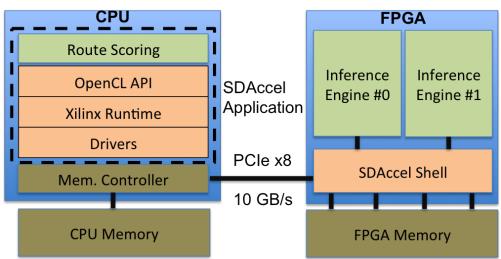 CPU
Route Scoring
OpenCL API
Xilinx Runtime
Drivers
Mem. Controller
CPU Memory
SDAccel
Application
PCIe x8
10 GB/s
FPGA
Inference
Engine #0
Inference
Engine #1
SDAccel Shell
FPGA Memory